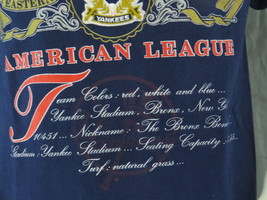 EASTERN
YANKEES
AMERICAN LEAGUE
Team Colors: red, white and blue...
Yankee Stadium, Bronx, New Y
10451... Nickname: The Bronx Bom
Stadium: Yankee Stadium... Seating Capacity:
Turf: natural grass...